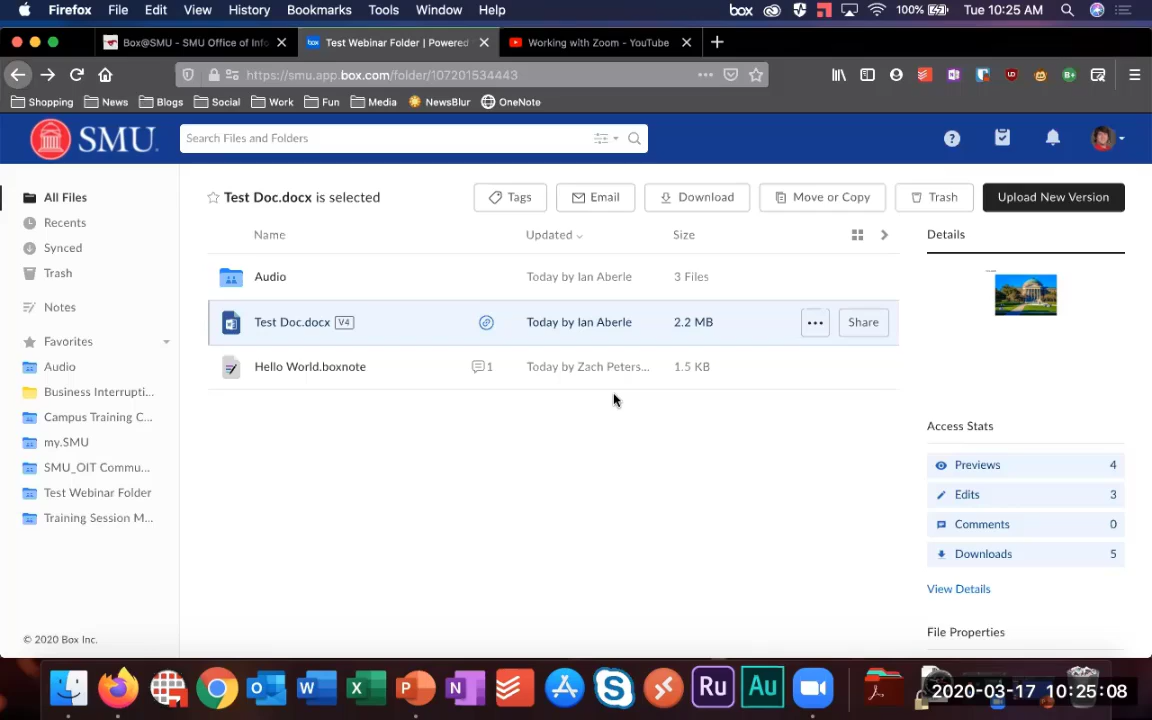 Firefox File Edit View History Bookmarks Tools Window Help box 100% Tue 10:25 AM
Box@SMU - SMU Office of Info Test Webinar Folder | Powered Working with Zoom - YouTube
https://smu.app.box.com/folder/107201534443
Shopping News Blogs Social Work Fun Media NewsBlur OneNote
SMU Search Files and Folders
All Files
Recents
Synced
Trash
Notes
Favorites
Audio
Business Interrupti...
Campus Training C...
my.SMU
SMU_OIT Commu...
Test Webinar Folder
Training Session M...
© 2020 Box Inc.
Test Doc.docx is selected Tags Email Download Move or Copy Trash Upload New Version
Name Updated Size
Audio Today by Ian Aberle 3 Files
Test Doc.docx V4 Today by Ian Aberle 2.2 MB Share
Hello World.boxnote 1 Today by Zach Peters... 1.5 KB
Details
Access Stats
Previews 4
Edits 3
Comments 0
Downloads 5
View Details
File Properties
Ru Au
2020-03-17 10:25:08